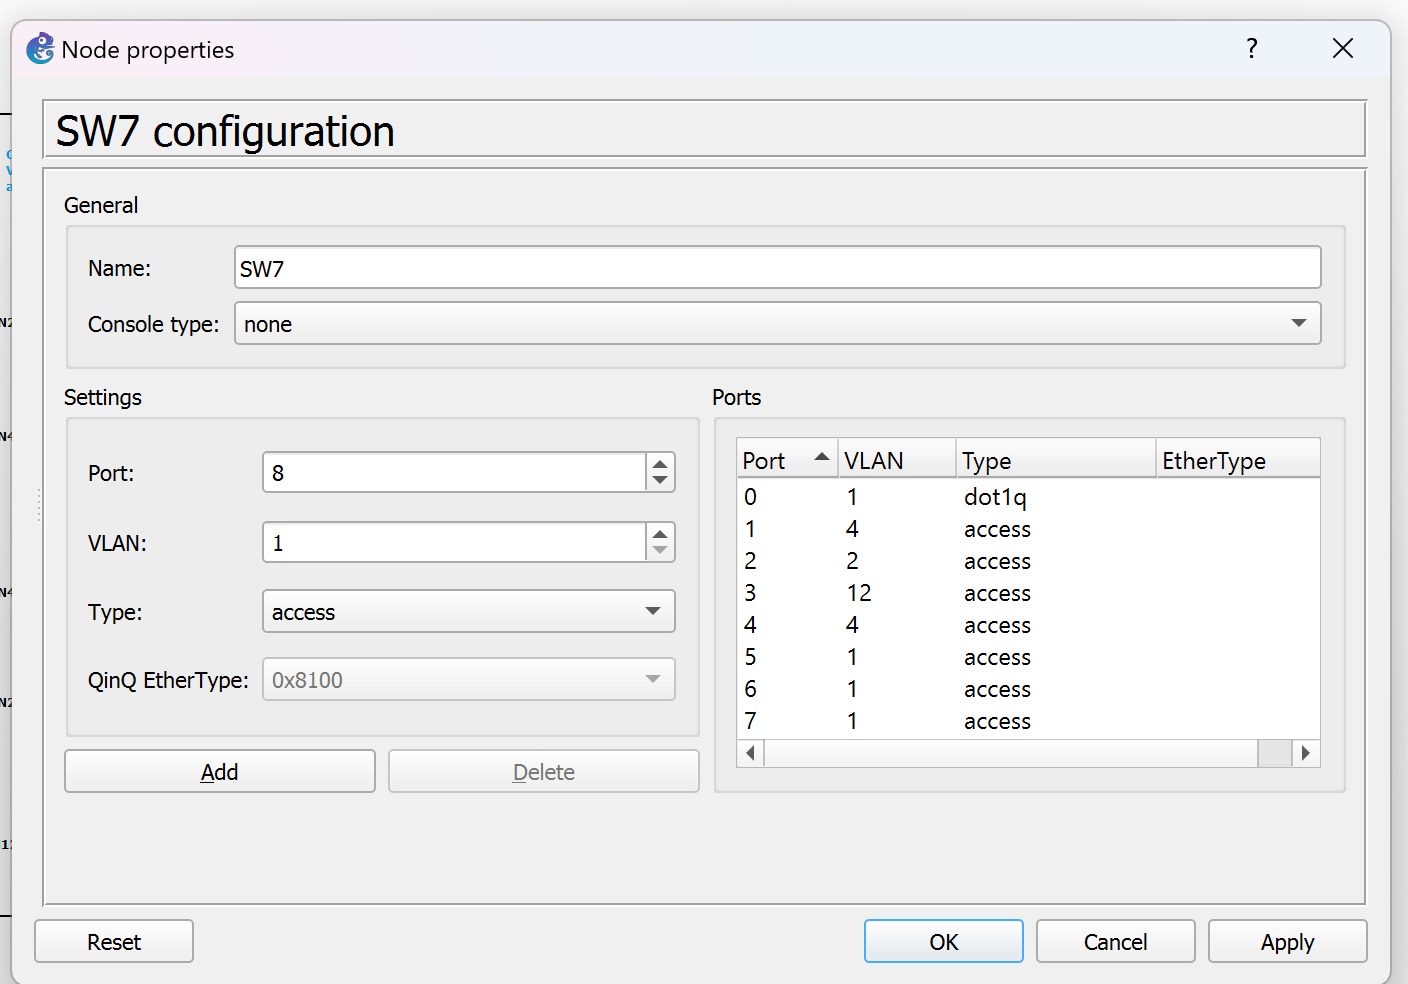 Node properties
?
SW7 configuration
General
Name: SW7
Console type: none
Settings
Port: 8
VLAN: 1
Type: access
QinQ EtherType: 0x8100
Add Delete
Ports
Port VLAN Type EtherType
0 1 dot1q
1 4 access
2 2 access
3 12 access
4 4 access
5 1 access
6 1 access
7 1 access
Reset OK Cancel Apply